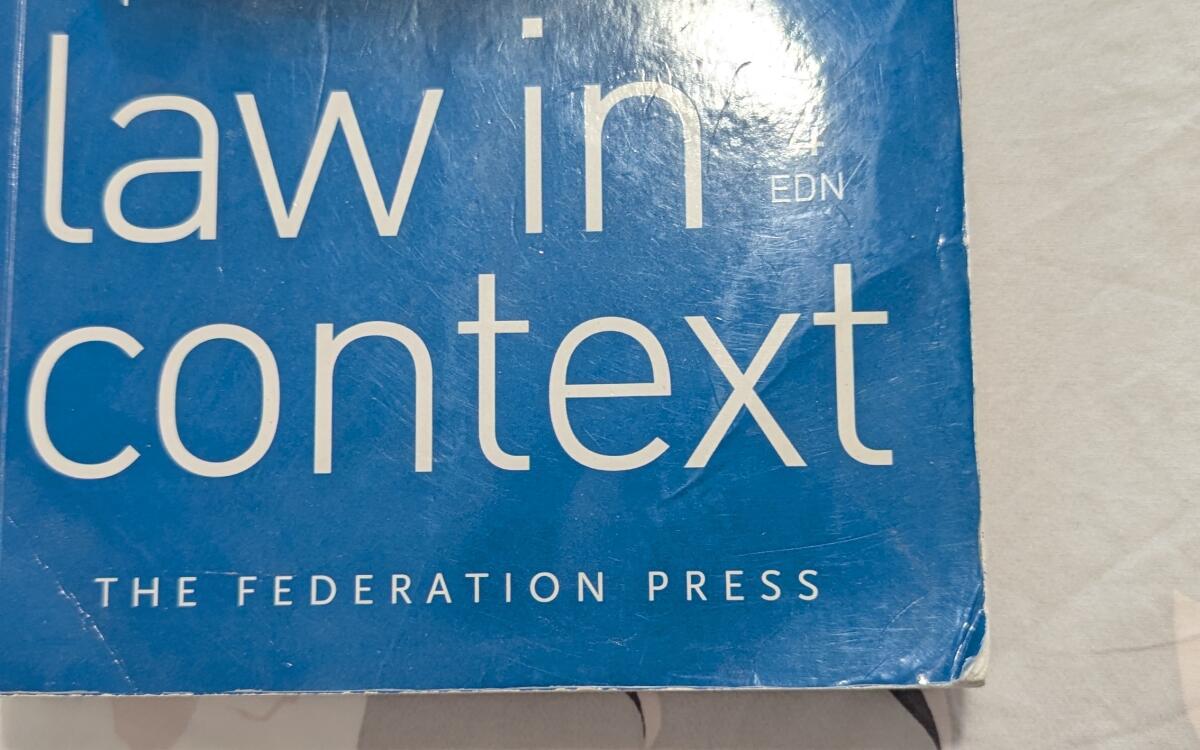 law in
4
EDN
context
THE FEDERATION PRESS